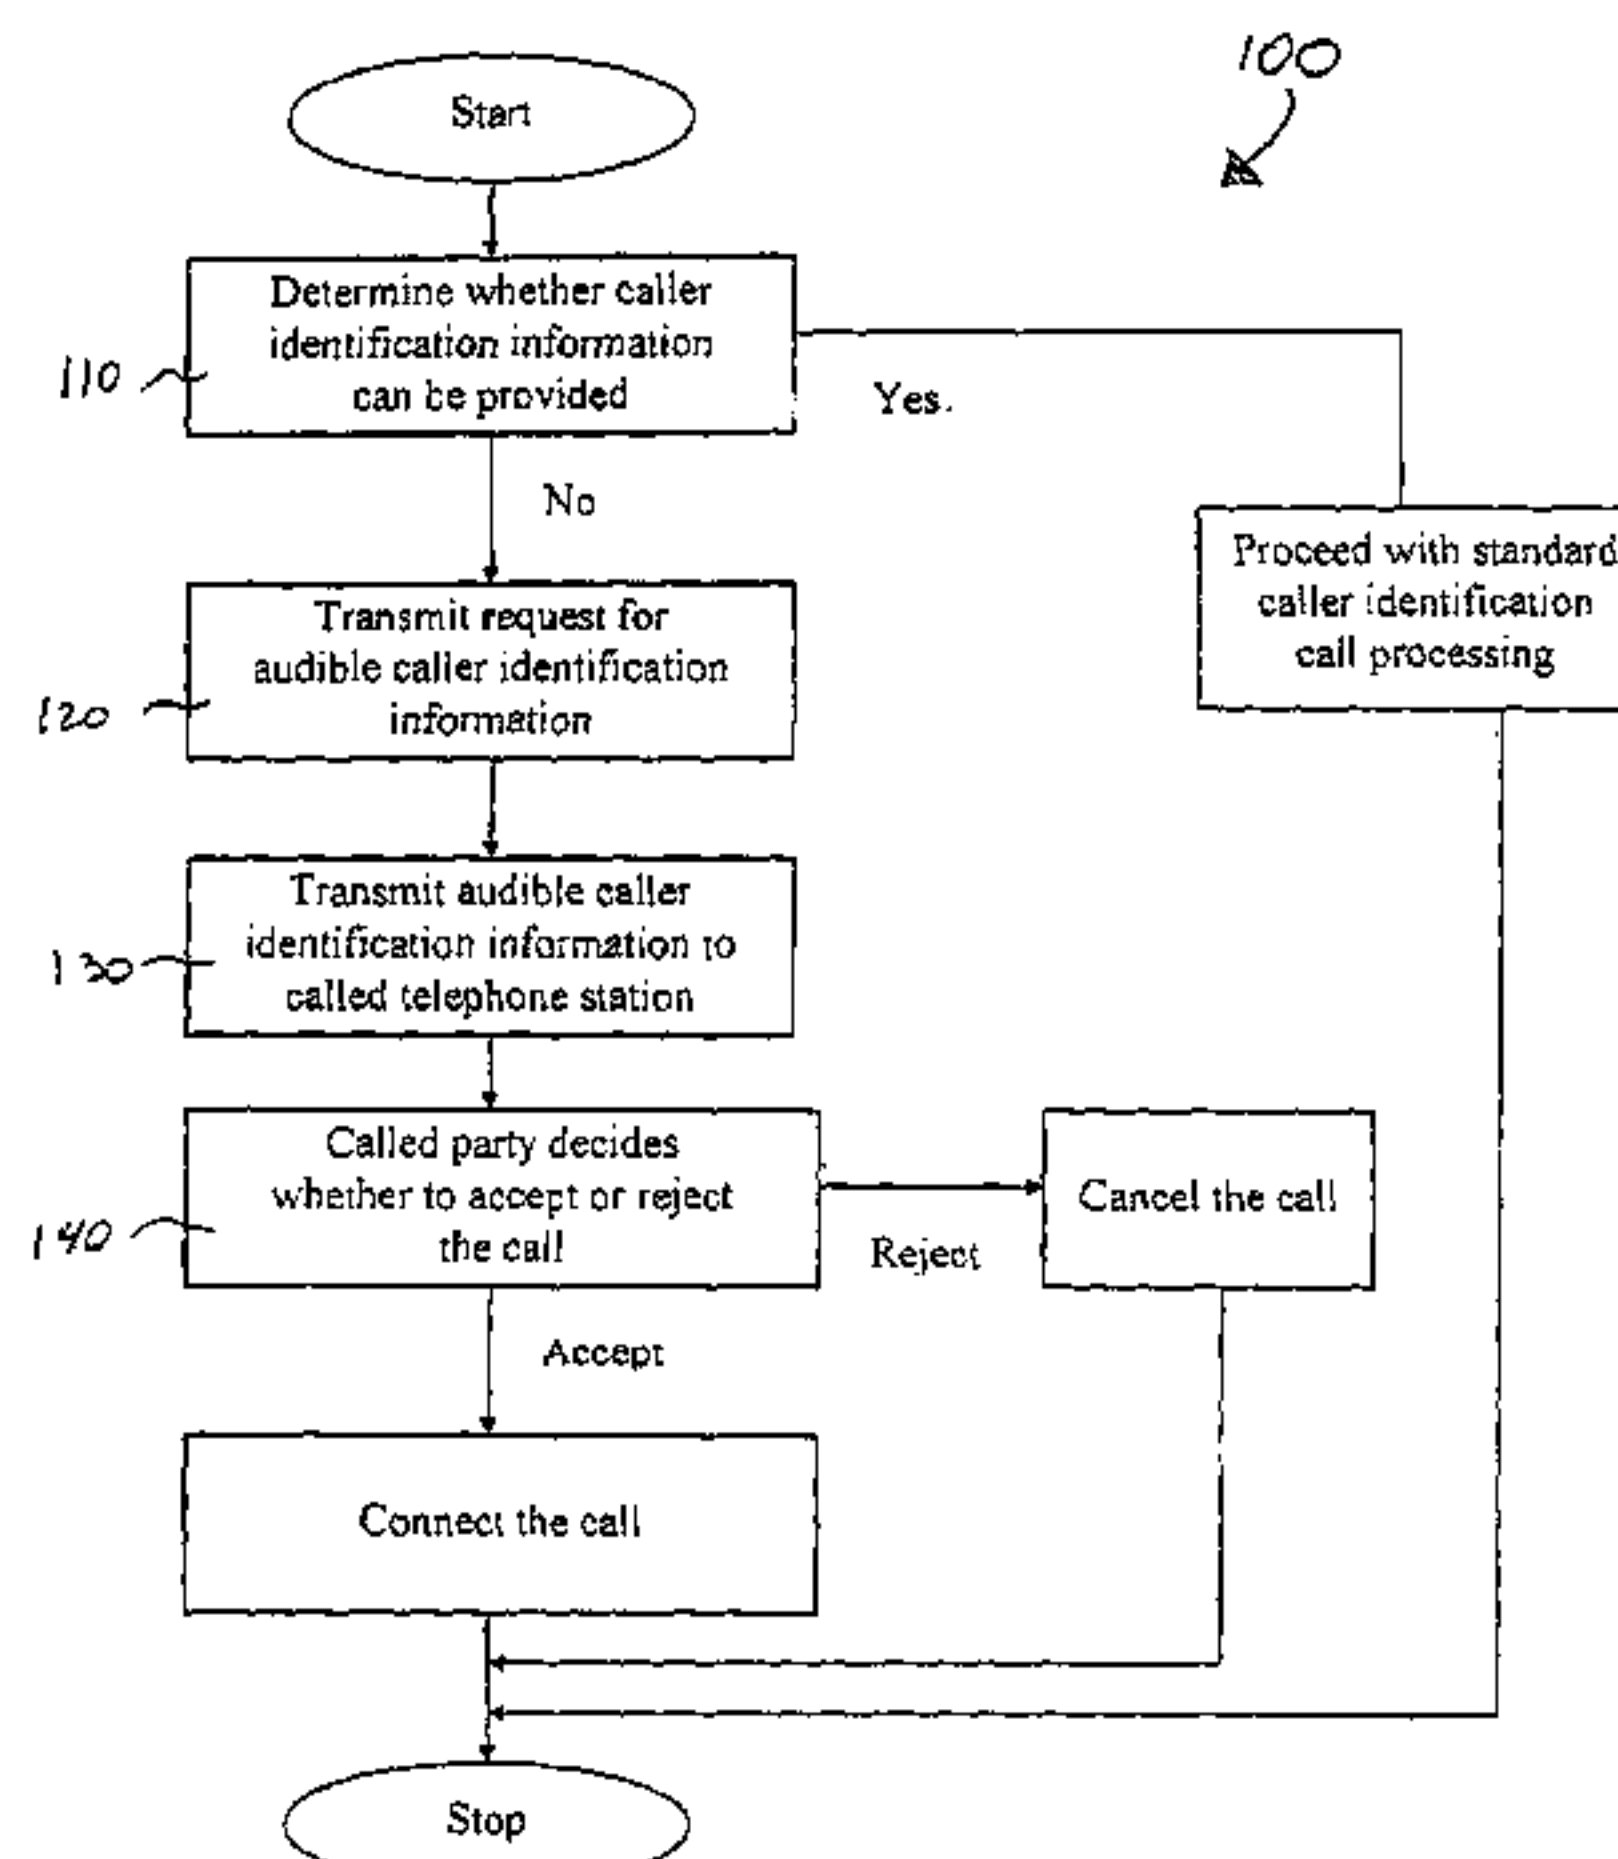 100
Start
Determine whether caller
identification information
can be provided
110
Yes.
No
Proceed with standard
caller identification
call processing
Transmit request for
audible caller identification
information
120
Transmit audible caller
identification information to
called telephone station
130
Called party decides
whether to accept or reject
the call
140
Cancel the call
Reject
Accept
Connect the call
Stop